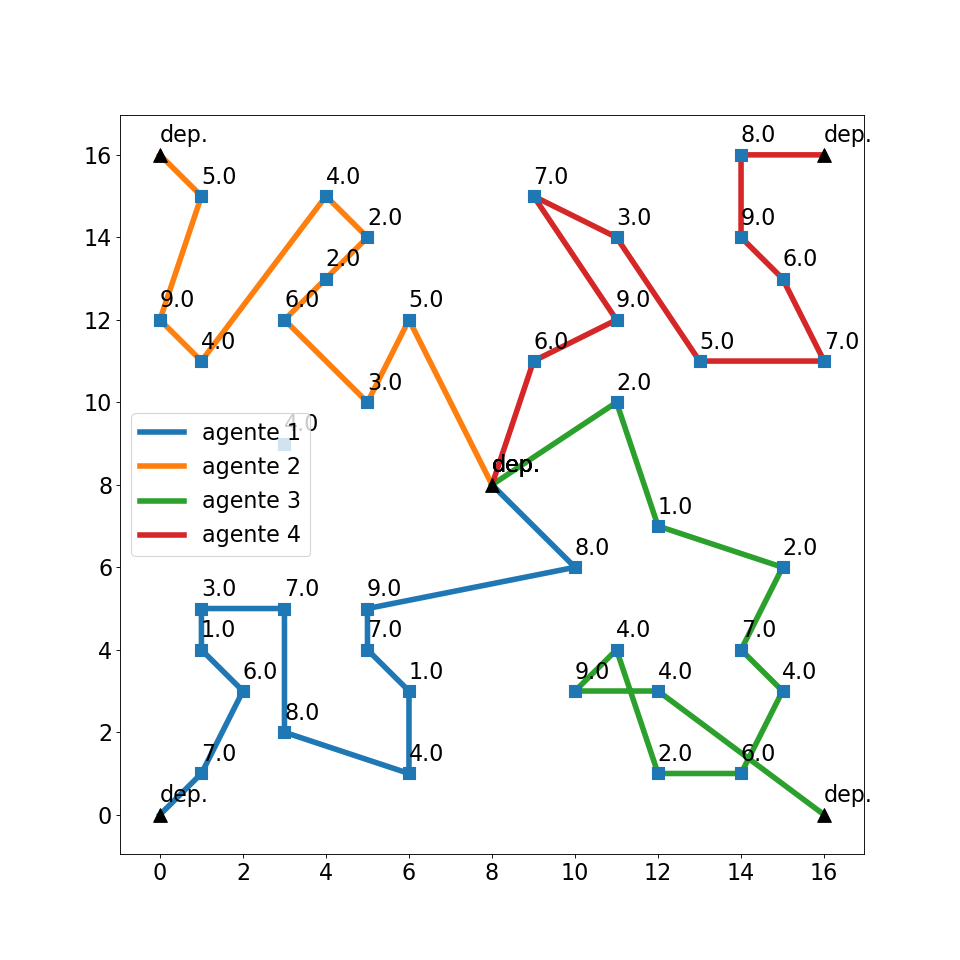 dep. 8.0 dep.
16
5.0 4.0 7.0
2.0 3.0 9.0
14
2.0 6.0
9.0 6.0 5.0 9.0
12
4.0 6.0 5.0 7.0
3.0 2.0
10
4.0
agente 1
agente 2
agente 3
agente 4
dep.
dep.
8
1.0
8.0 2.0
6
3.0 7.0 9.0
1.0 7.0 4.0 7.0
4
6.0 1.0 9.0 4.0 4.0
8.0
2
7.0 4.0 2.0 6.0
dep. dep.
0
0 2 4 6 8 10 12 14 16